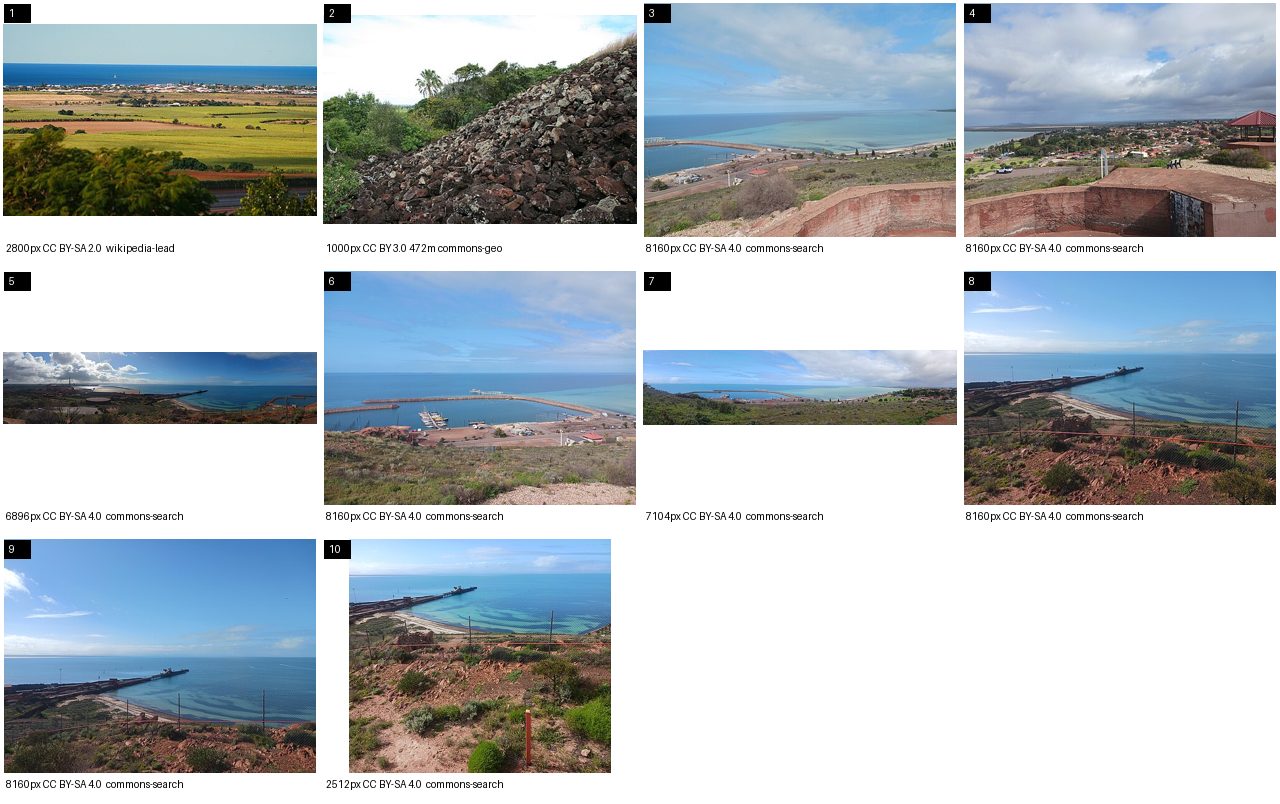 1
2
3
4
2800px CC BY-SA 2.0 wikipedia-lead
1000px CC BY 3.0 472m commons-geo
8160px CC BY-SA 4.0 commons-search
8160px CC BY-SA 4.0 commons-search
5
6
7
8
6896px CC BY-SA 4.0 commons-search
8160px CC BY-SA 4.0 commons-search
7104px CC BY-SA 4.0 commons-search
8160px CC BY-SA 4.0 commons-search
9
10
8160px CC BY-SA 4.0 commons-search
2512px CC BY-SA 4.0 commons-search